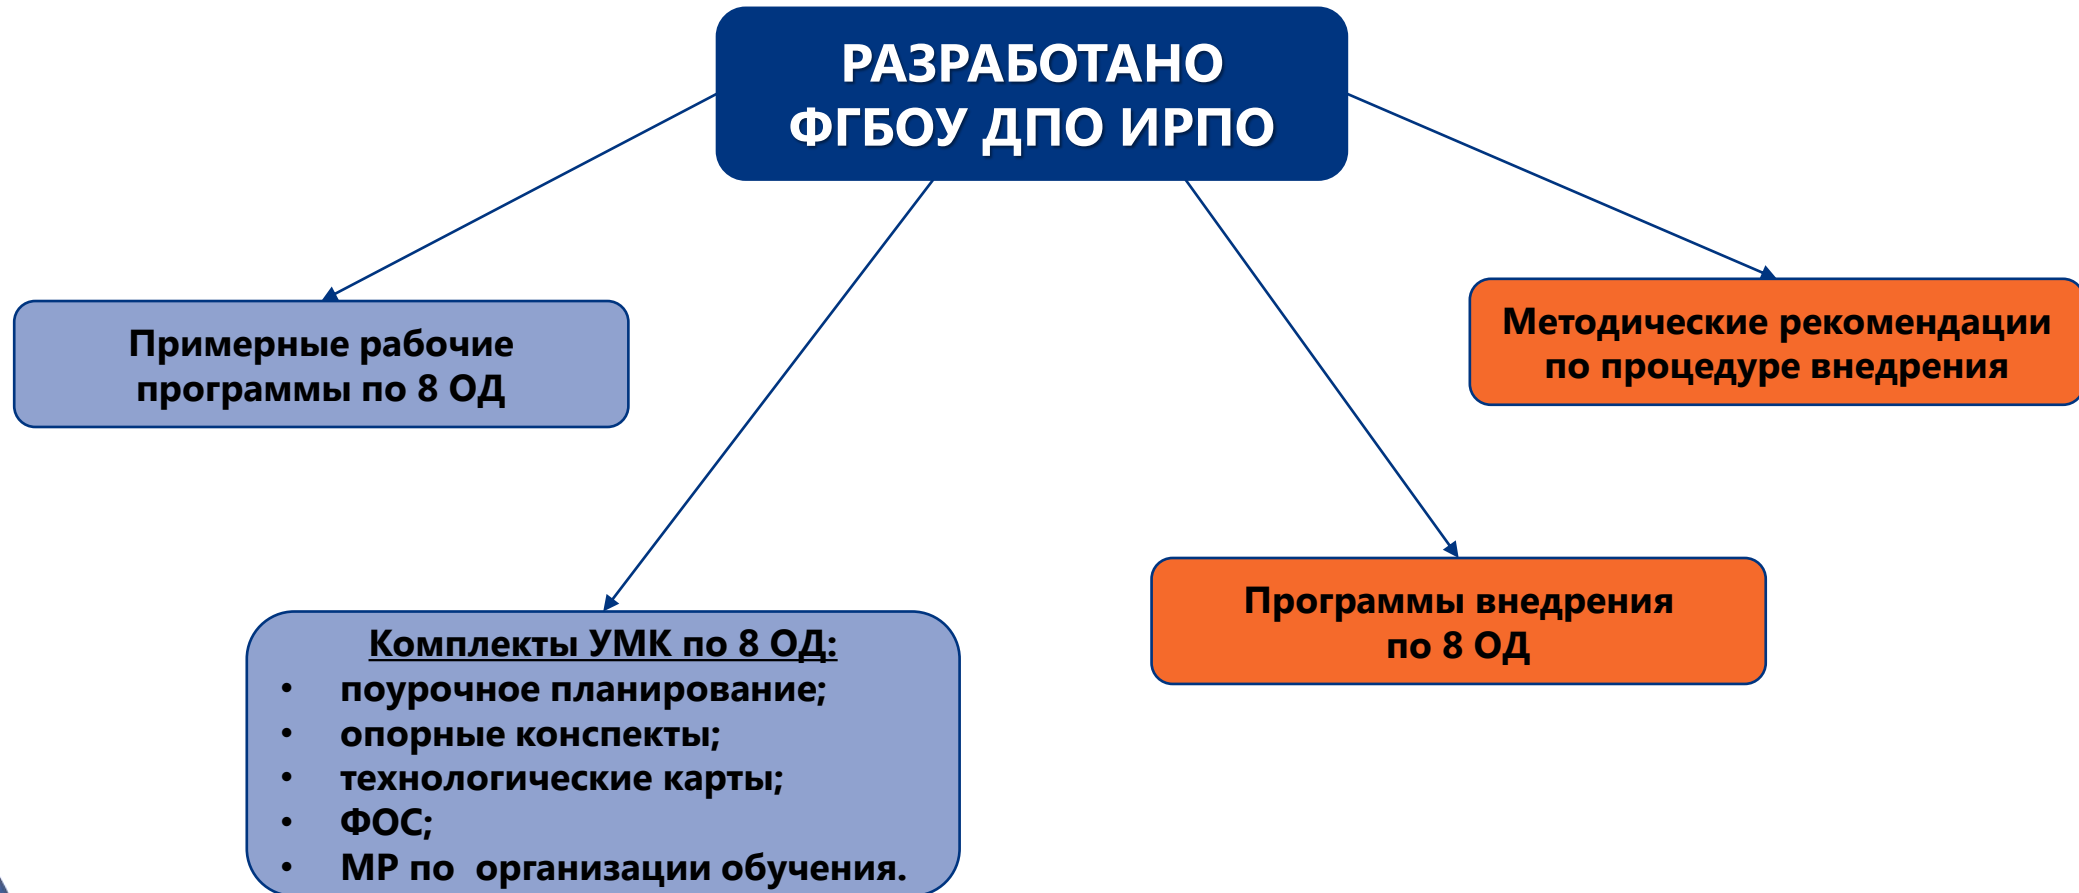 РАЗРАБОТАНО
ФГБОУ ДПО ИРПО
Примерные рабочие
программы по 8 ОД
Методические рекомендации
по процедуре внедрения
Комплекты УМК по 8 ОД:
• поурочное планирование;
• опорные конспекты;
• технологические карты;
• ФОС;
• МР по организации обучения.
Программы внедрения
по 8 ОД